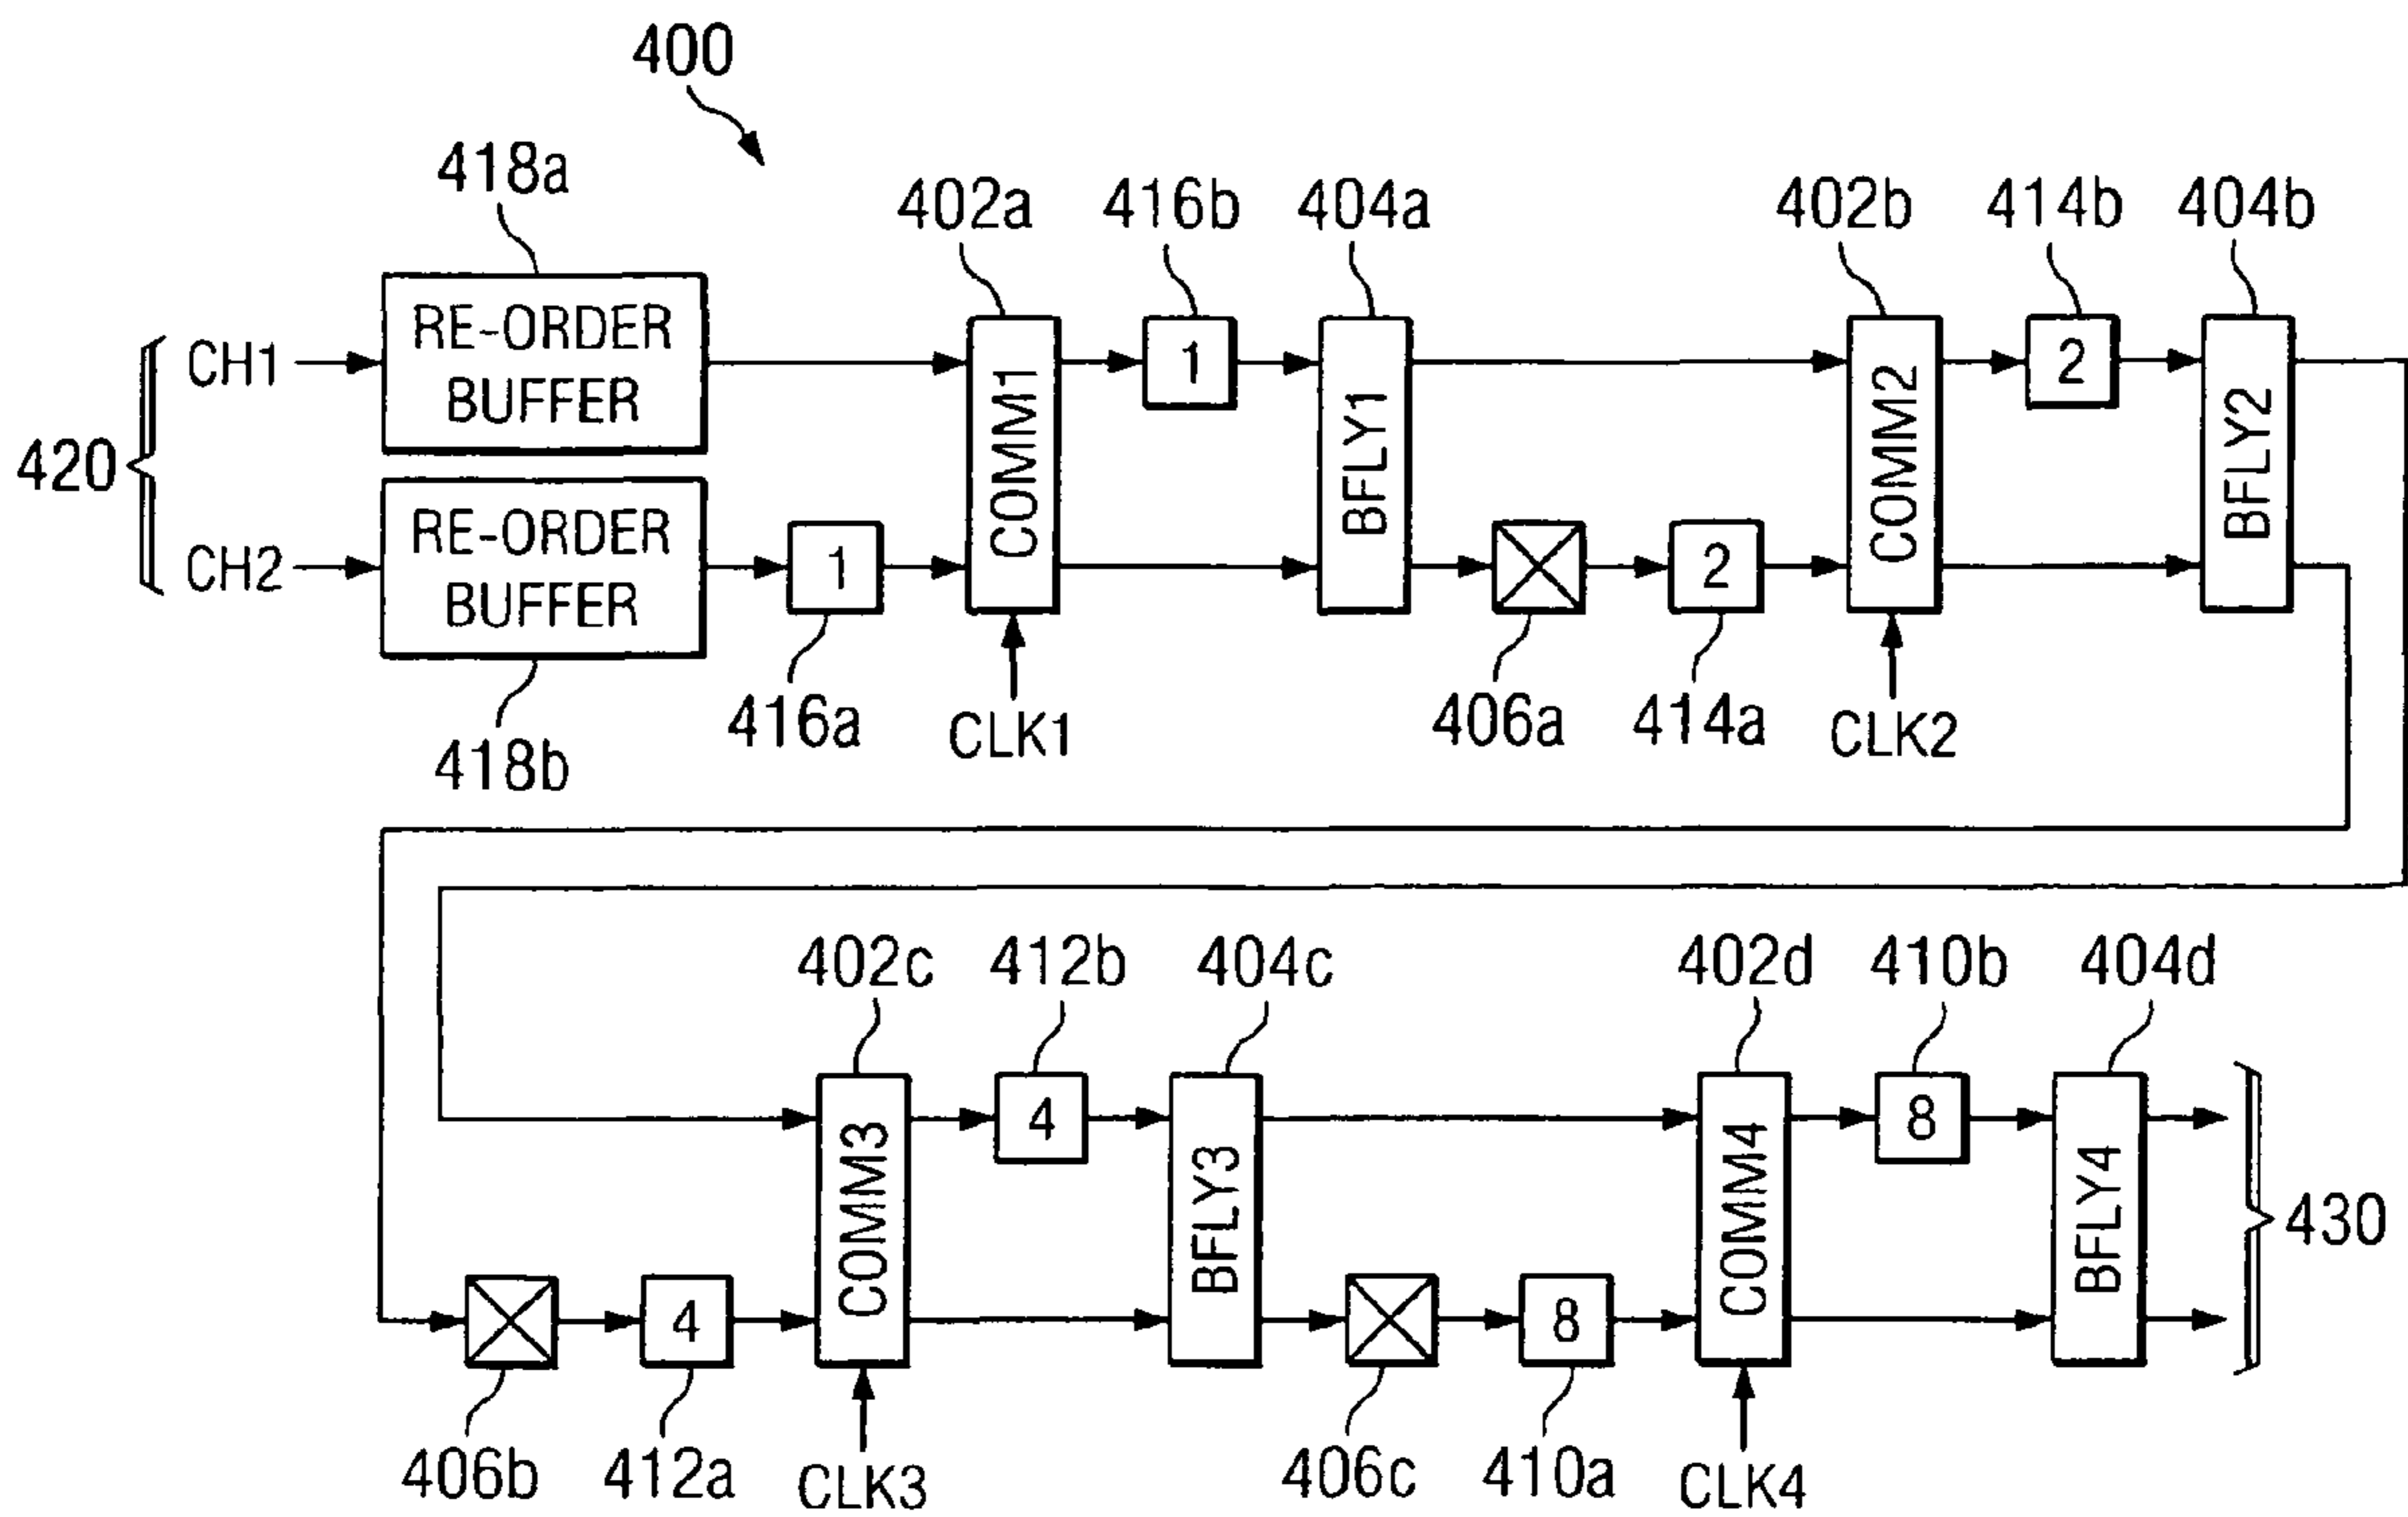 400
418a
402a
416b
404a
402b
414b
404b
CH1
RE-ORDER
BUFFER
COMM1
1
BFLY1
COMM2
2
BFLY2
420
CH2
RE-ORDER
BUFFER
1
2
418b
416a
CLK1
406a
414a
CLK2
402c
412b
404c
402d
410b
404d
COMM3
4
BFLY3
COMM4
8
BFLY4
430
4
8
406b
412a
CLK3
406c
410a
CLK4